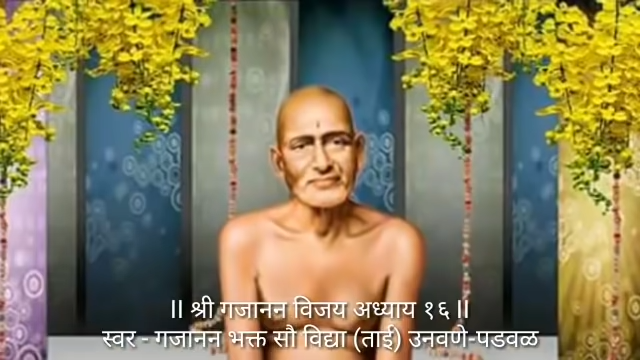 || श्री गजानन विजय अध्याय १६ ||
स्वर - गजानन भक्त सौ विद्या (ताई) उनवणे-पडवळ